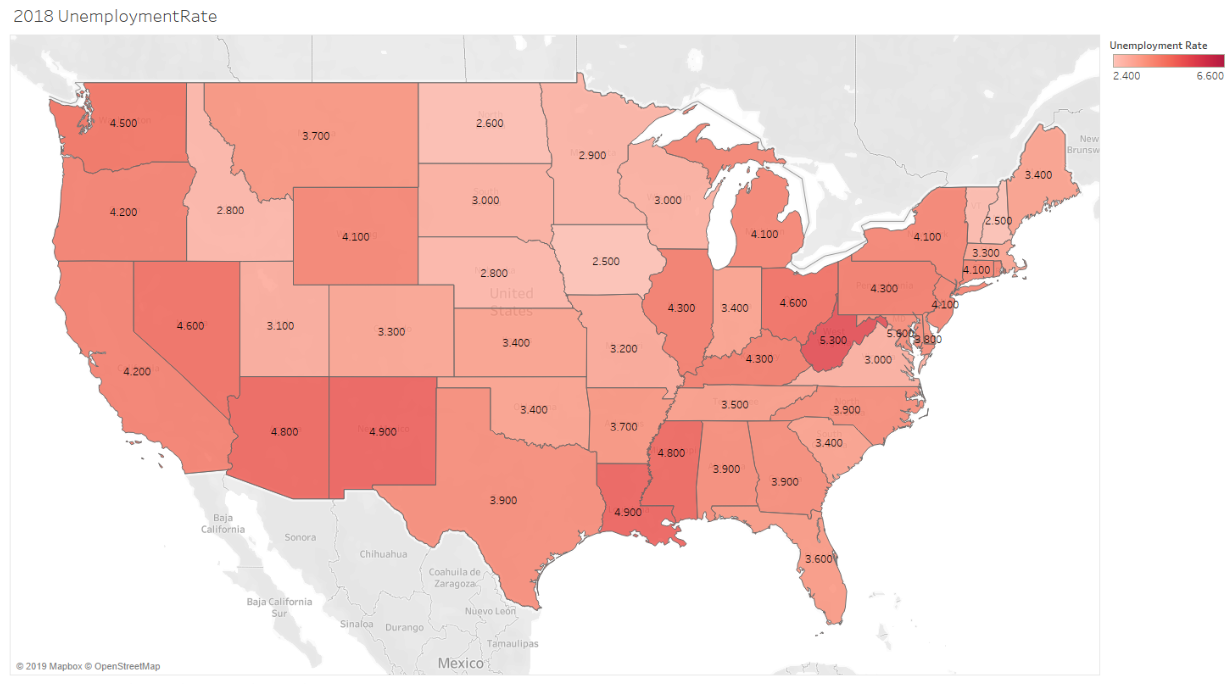 2018 UnemploymentRate
Unemployment Rate
2.400 6.600
4.500
3.700
2.600
2.900
3.400
New
Brunsw
4.200
2.800
4.100
3.000
3.000
4.100
4.100
2.500
3.300
4.100
2.800
2.500
4.300
4.600
3.100
3.300
United
States
3.400
4.300
3.400
4.600
4.100
4.200
3.200
4.300
5.300
5.600
3.800
3.000
4.800
4.900
3.400
3.700
3.500
3.900
3.400
3.900
4.800
3.900
3.900
4.900
3.600
Baja
California
Sonora
Chihuahua
Coahuila de
Zaragoza
Baja California
Sur
Sinaloa
Durango
Nuevo León
Tamaulipas
Mexico
© 2019 Mapbox © OpenStreetMap